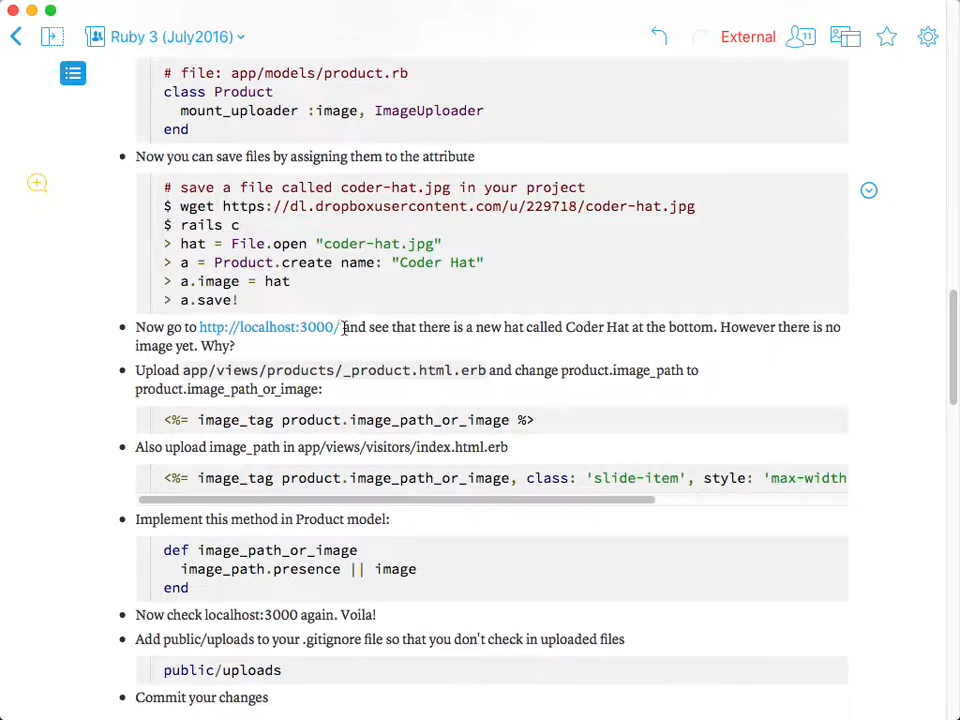 Ruby 3 (July2016)
External
11
# file: app/models/product.rb
class Product
mount_uploader :image, ImageUploader
end
Now you can save files by assigning them to the attribute
# save a file called coder-hat.jpg in your project
$ wget https://dl.dropboxusercontent.com/u/229718/coder-hat.jpg
$ rails c
> hat = File.open "coder-hat.jpg"
> a = Product.create name: "Coder Hat"
> a.image = hat
> a.save!
Now go to http://localhost:3000/ and see that there is a new hat called Coder Hat at the bottom. However there is no
image yet. Why?
Upload app/views/products/_product.html.erb and change product.image_path to
product.image_path_or_image:
<%= image_tag product.image_path_or_image %>
Also upload image_path in app/views/visitors/index.html.erb
<%= image_tag product.image_path_or_image, class: 'slide-item', style: 'max-width
Implement this method in Product model:
def image_path_or_image
image_path.presence || image
end
Now check localhost:3000 again. Voila!
Add public/uploads to your .gitignore file so that you don't check in uploaded files
public/uploads
Commit your changes